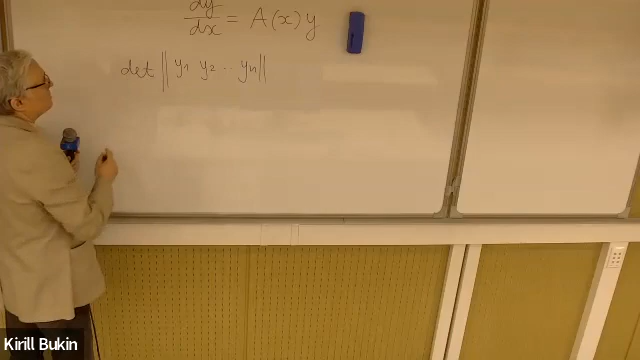 dy/dx = A(x) y
det || y1 y2 .. yn ||
Kirill Bukin